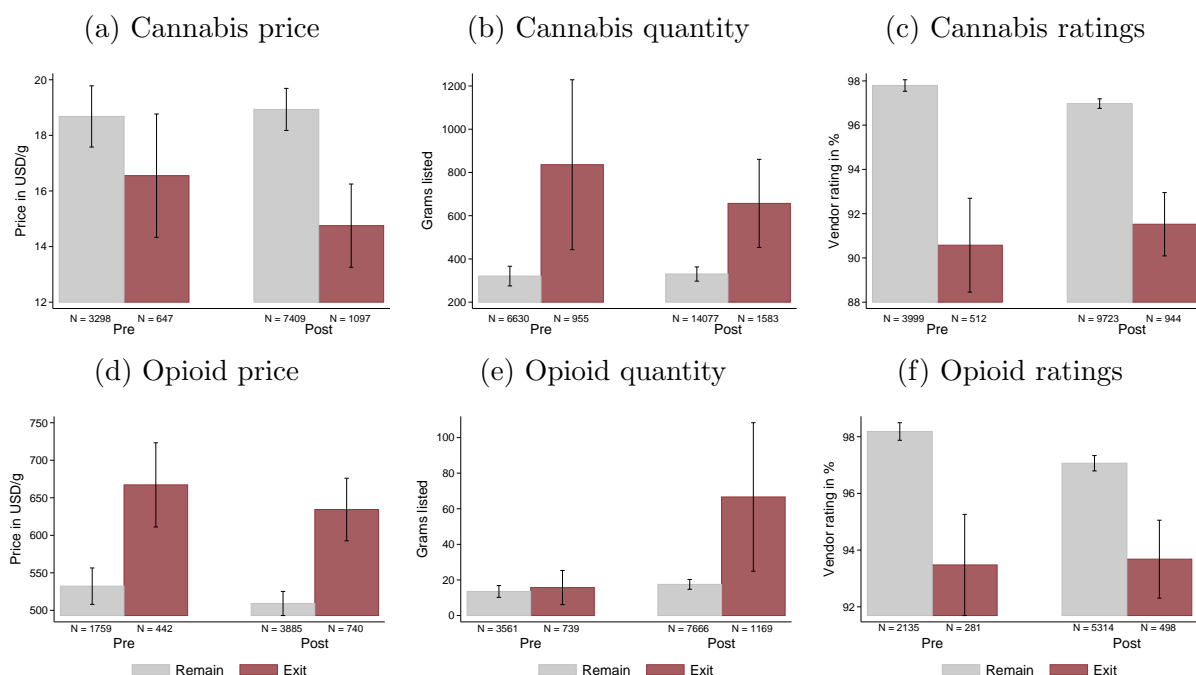 (a) Cannabis price
(b) Cannabis quantity
(c) Cannabis ratings
Price in USD/g
20
18
16
14
12
N = 3298
N = 647
N = 7409
N = 1097
Pre
Post
Grams listed
1200
1000
800
600
400
200
N = 6630
N = 955
N = 14077
N = 1583
Pre
Post
Vendor rating in %
98
96
94
92
90
88
N = 3999
N = 512
N = 9723
N = 944
Pre
Post
(d) Opioid price
(e) Opioid quantity
(f) Opioid ratings
Price in USD/g
750
700
650
600
550
500
N = 1759
N = 442
N = 3885
N = 740
Pre
Post
Grams listed
100
80
60
40
20
0
N = 3561
N = 739
N = 7666
N = 1169
Pre
Post
Vendor rating in %
98
96
94
92
N = 2135
N = 281
N = 5314
N = 498
Pre
Post
Remain
Exit
Remain
Exit
Remain
Exit